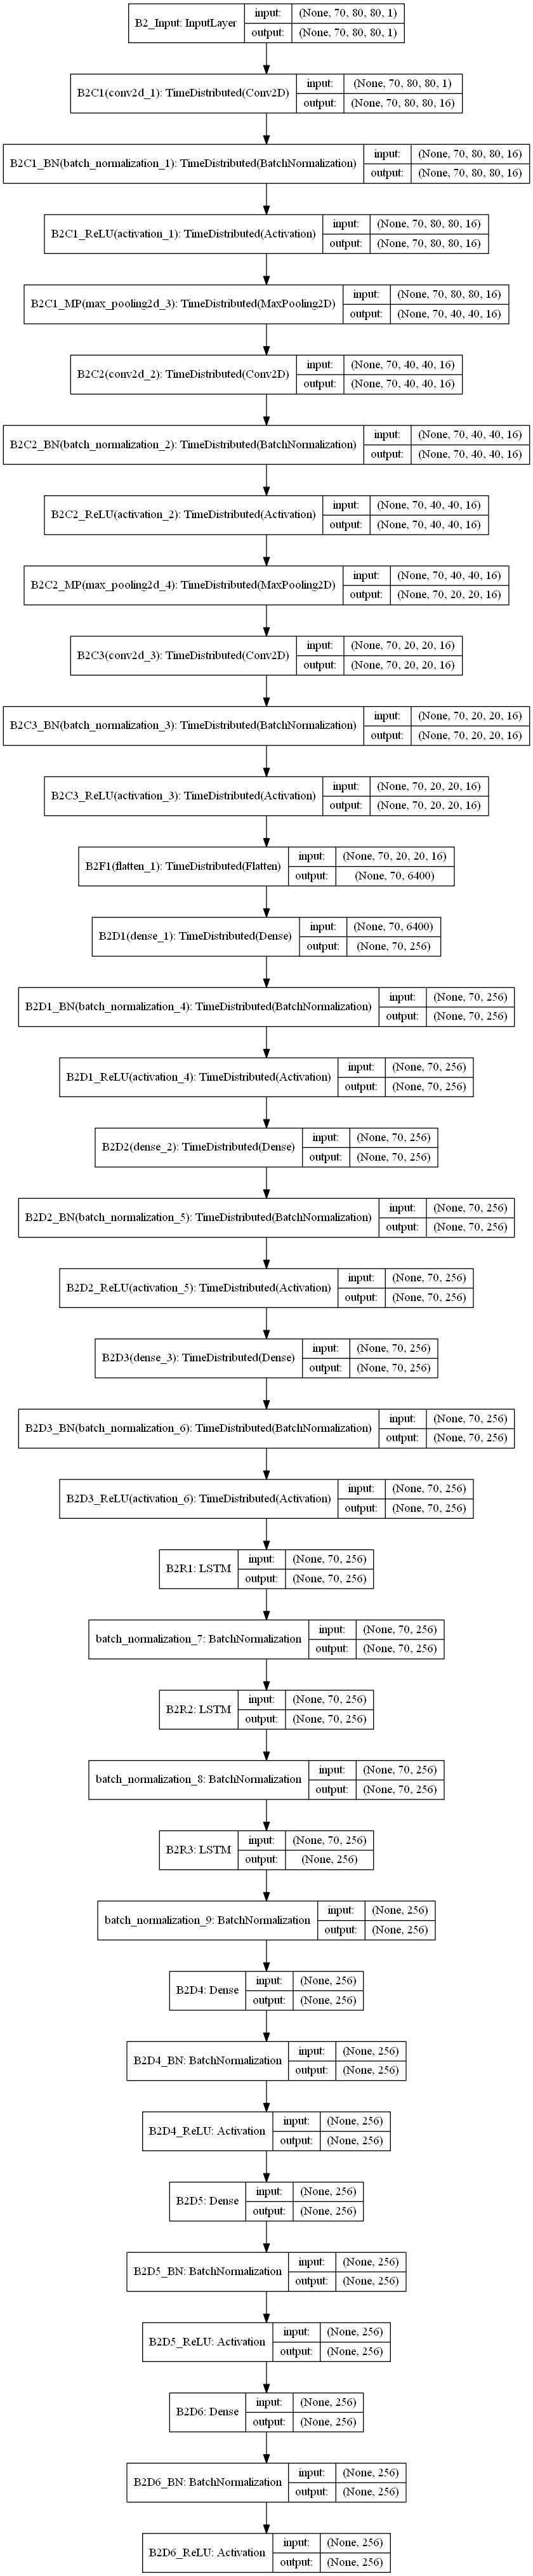 B2_Input: InputLayer
input: (None, 70, 80, 80, 1)
output: (None, 70, 80, 80, 1)
B2C1(conv2d_1): TimeDistributed(Conv2D)
input: (None, 70, 80, 80, 1)
output: (None, 70, 80, 80, 16)
B2C1_BN(batch_normalization_1): TimeDistributed(BatchNormalization)
input: (None, 70, 80, 80, 16)
output: (None, 70, 80, 80, 16)
B2C1_ReLU(activation_1): TimeDistributed(Activation)
input: (None, 70, 80, 80, 16)
output: (None, 70, 80, 80, 16)
B2C1_MP(max_pooling2d_3): TimeDistributed(MaxPooling2D)
input: (None, 70, 80, 80, 16)
output: (None, 70, 40, 40, 16)
B2C2(conv2d_2): TimeDistributed(Conv2D)
input: (None, 70, 40, 40, 16)
output: (None, 70, 40, 40, 16)
B2C2_BN(batch_normalization_2): TimeDistributed(BatchNormalization)
input: (None, 70, 40, 40, 16)
output: (None, 70, 40, 40, 16)
B2C2_ReLU(activation_2): TimeDistributed(Activation)
input: (None, 70, 40, 40, 16)
output: (None, 70, 40, 40, 16)
B2C2_MP(max_pooling2d_4): TimeDistributed(MaxPooling2D)
input: (None, 70, 40, 40, 16)
output: (None, 70, 20, 20, 16)
B2C3(conv2d_3): TimeDistributed(Conv2D)
input: (None, 70, 20, 20, 16)
output: (None, 70, 20, 20, 16)
B2C3_BN(batch_normalization_3): TimeDistributed(BatchNormalization)
input: (None, 70, 20, 20, 16)
output: (None, 70, 20, 20, 16)
B2C3_ReLU(activation_3): TimeDistributed(Activation)
input: (None, 70, 20, 20, 16)
output: (None, 70, 20, 20, 16)
B2F1(flatten_1): TimeDistributed(Flatten)
input: (None, 70, 20, 20, 16)
output: (None, 70, 6400)
B2D1(dense_1): TimeDistributed(Dense)
input: (None, 70, 6400)
output: (None, 70, 256)
B2D1_BN(batch_normalization_4): TimeDistributed(BatchNormalization)
input: (None, 70, 256)
output: (None, 70, 256)
B2D1_ReLU(activation_4): TimeDistributed(Activation)
input: (None, 70, 256)
output: (None, 70, 256)
B2D2(dense_2): TimeDistributed(Dense)
input: (None, 70, 256)
output: (None, 70, 256)
B2D2_BN(batch_normalization_5): TimeDistributed(BatchNormalization)
input: (None, 70, 256)
output: (None, 70, 256)
B2D2_ReLU(activation_5): TimeDistributed(Activation)
input: (None, 70, 256)
output: (None, 70, 256)
B2D3(dense_3): TimeDistributed(Dense)
input: (None, 70, 256)
output: (None, 70, 256)
B2D3_BN(batch_normalization_6): TimeDistributed(BatchNormalization)
input: (None, 70, 256)
output: (None, 70, 256)
B2D3_ReLU(activation_6): TimeDistributed(Activation)
input: (None, 70, 256)
output: (None, 70, 256)
B2R1: LSTM
input: (None, 70, 256)
output: (None, 70, 256)
batch_normalization_7: BatchNormalization
input: (None, 70, 256)
output: (None, 70, 256)
B2R2: LSTM
input: (None, 70, 256)
output: (None, 70, 256)
batch_normalization_8: BatchNormalization
input: (None, 70, 256)
output: (None, 70, 256)
B2R3: LSTM
input: (None, 70, 256)
output: (None, 256)
batch_normalization_9: BatchNormalization
input: (None, 256)
output: (None, 256)
B2D4: Dense
input: (None, 256)
output: (None, 256)
B2D4_BN: BatchNormalization
input: (None, 256)
output: (None, 256)
B2D4_ReLU: Activation
input: (None, 256)
output: (None, 256)
B2D5: Dense
input: (None, 256)
output: (None, 256)
B2D5_BN: BatchNormalization
input: (None, 256)
output: (None, 256)
B2D5_ReLU: Activation
input: (None, 256)
output: (None, 256)
B2D6: Dense
input: (None, 256)
output: (None, 256)
B2D6_BN: BatchNormalization
input: (None, 256)
output: (None, 256)
B2D6_ReLU: Activation
input: (None, 256)
output: (None, 256)